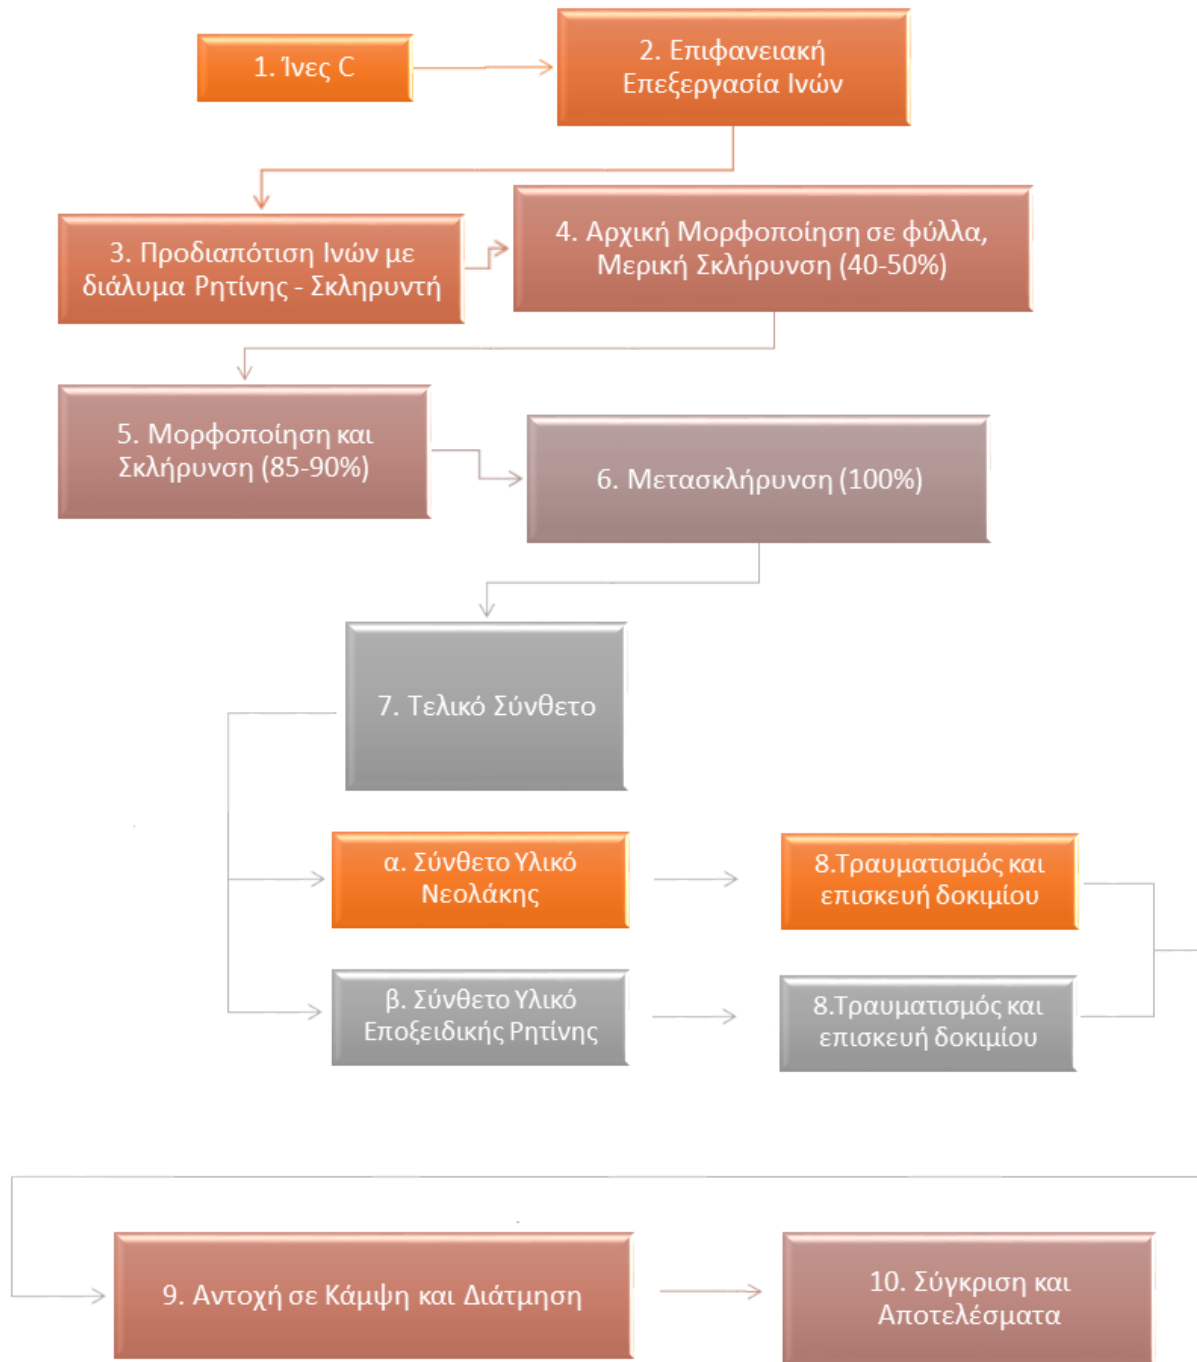 1. Ίνες C
2. Επιφανειακή
Επεξεργασία Ινών
3. Προδιαπότιση Ινών με
διάλυμα Ρητίνης - Σκληρυντή
4. Αρχική Μορφοποίηση σε φύλλα,
Μερική Σκλήρυνση (40-50%)
5. Μορφοποίηση και
Σκλήρυνση (85-90%)
6. Μετασκλήρυνση (100%)
7. Τελικό Σύνθετο
α. Σύνθετο Υλικό
Νεολάκης
8.Τραυματισμός και
επισκευή δοκιμίου
β. Σύνθετο Υλικό
Εποξειδικής Ρητίνης
8.Τραυματισμός και
επισκευή δοκιμίου
9. Αντοχή σε Κάμψη και Διάτμηση
10. Σύγκριση και
Αποτελέσματα